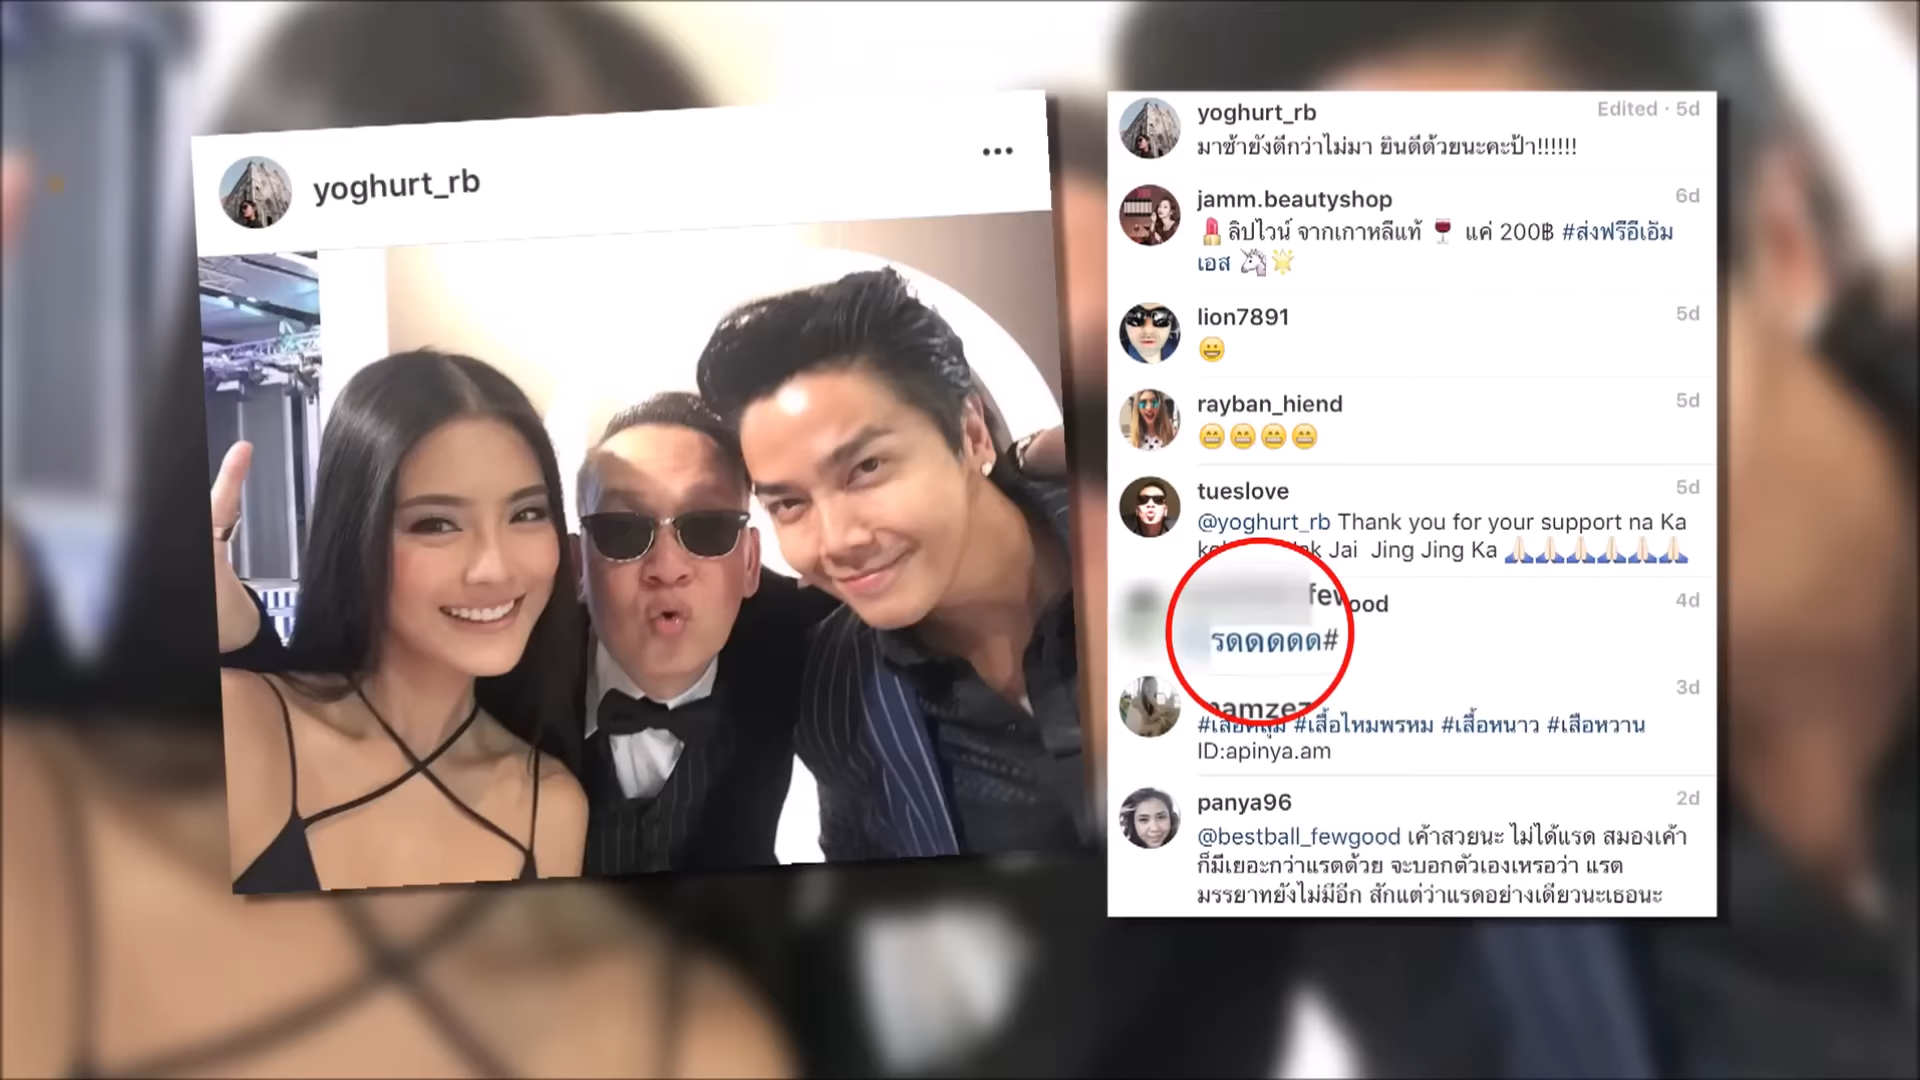 yoghurt_rb
yoghurt_rb
Edited · 5d
มาช้ายังดีกว่าไม่มา ยินดีด้วยนะคะป้า!!!!!!
jamm.beautyshop
6d
💄ลิปไวน์ จากเกาหลีแท้ 🍷 แค่ 200฿ #ส่งฟรีอีเอ็ม
เอส 🦄🌟
lion7891
5d
😀
rayban_hiend
5d
😁😁😁😁
tueslove
5d
@yoghurt_rb Thank you for your support na Ka
Jai Jing Jing Ka 🙏🏻🙏🏻🙏🏻🙏🏻🙏🏻🙏🏻
fewgood
4d
รดดดดด#
3d
#เสื้อคลุม #เสื้อไหมพรหม #เสื้อหนาว #เสือหวาน
ID:apinya.am
panya96
2d
@bestball_fewgood เค้าสวยนะ ไม่ได้แรด สมองเค้า
ก็มีเยอะกว่าแรดด้วย จะบอกตัวเองเหรอว่า แรด
มรรยาทยังไม่มีอีก สักแต่ว่าแรดอย่างเดียวนะเธอนะ